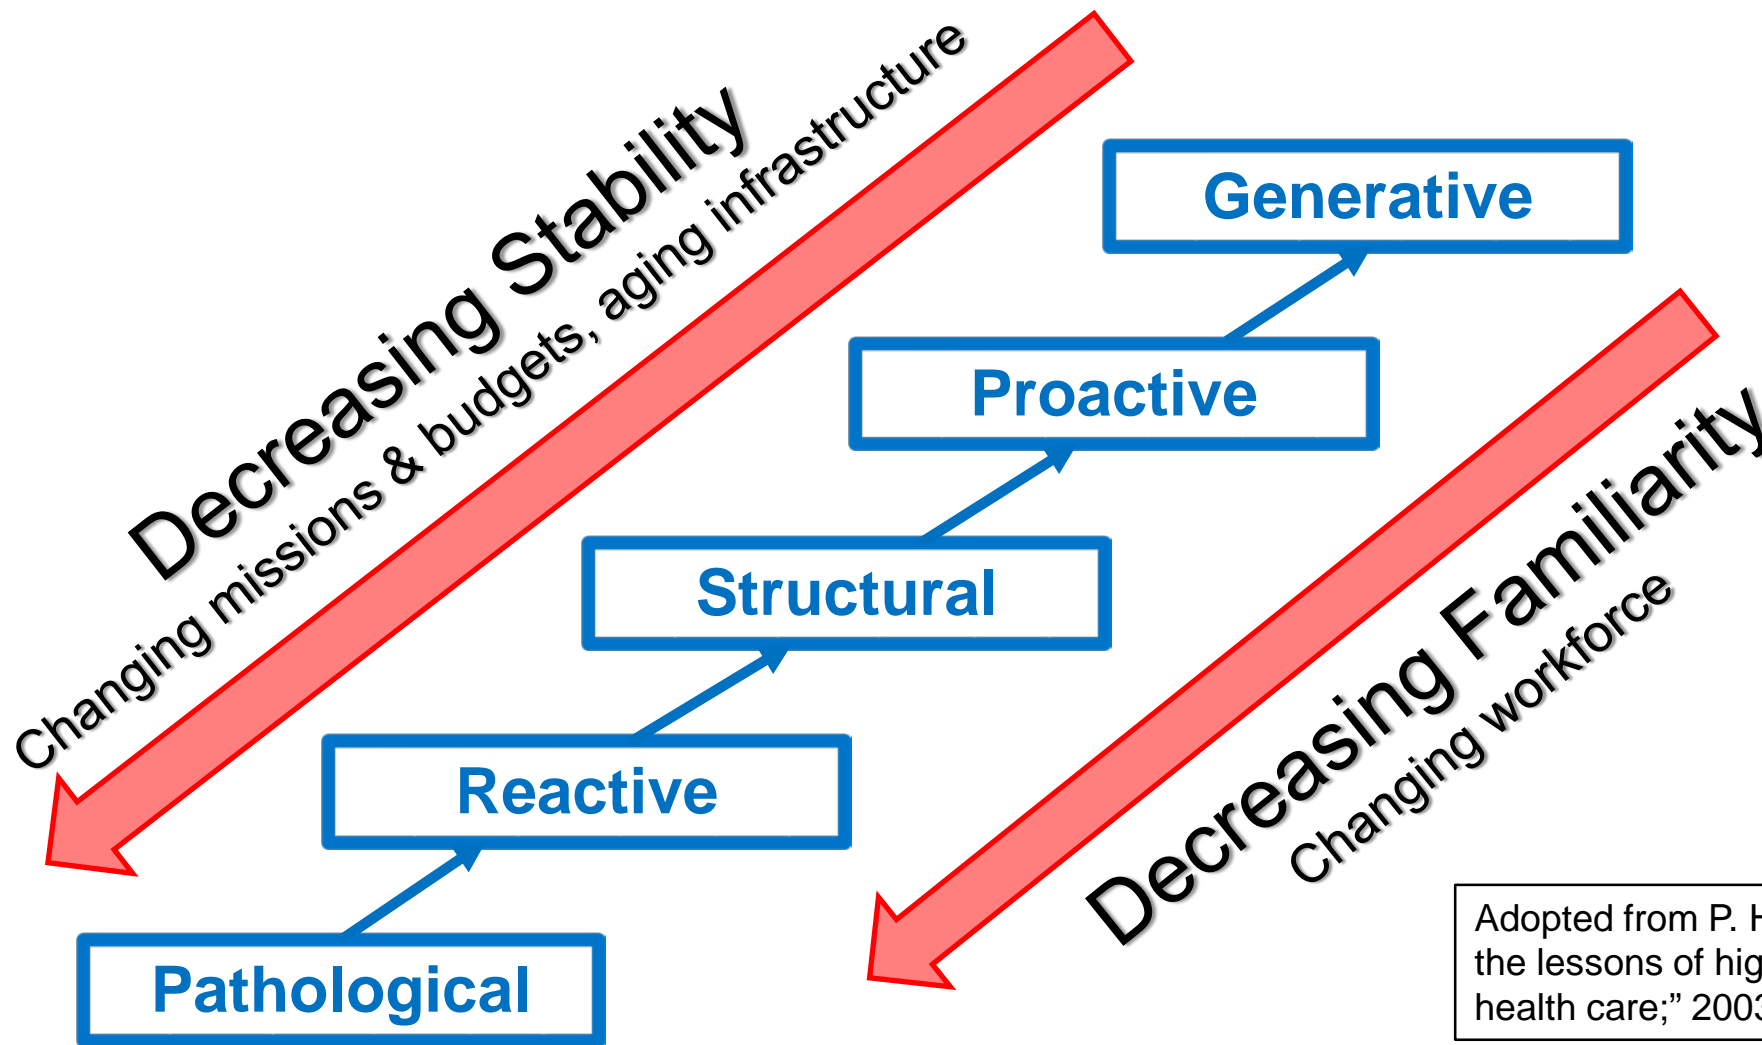 Decreasing Stability
Changing missions & budgets, aging infrastructure
Generative
Proactive
Structural
Reactive
Pathological
Decreasing Familiarity
Changing workforce
Adopted from P. H
the lessons of hig
health care;” 2003